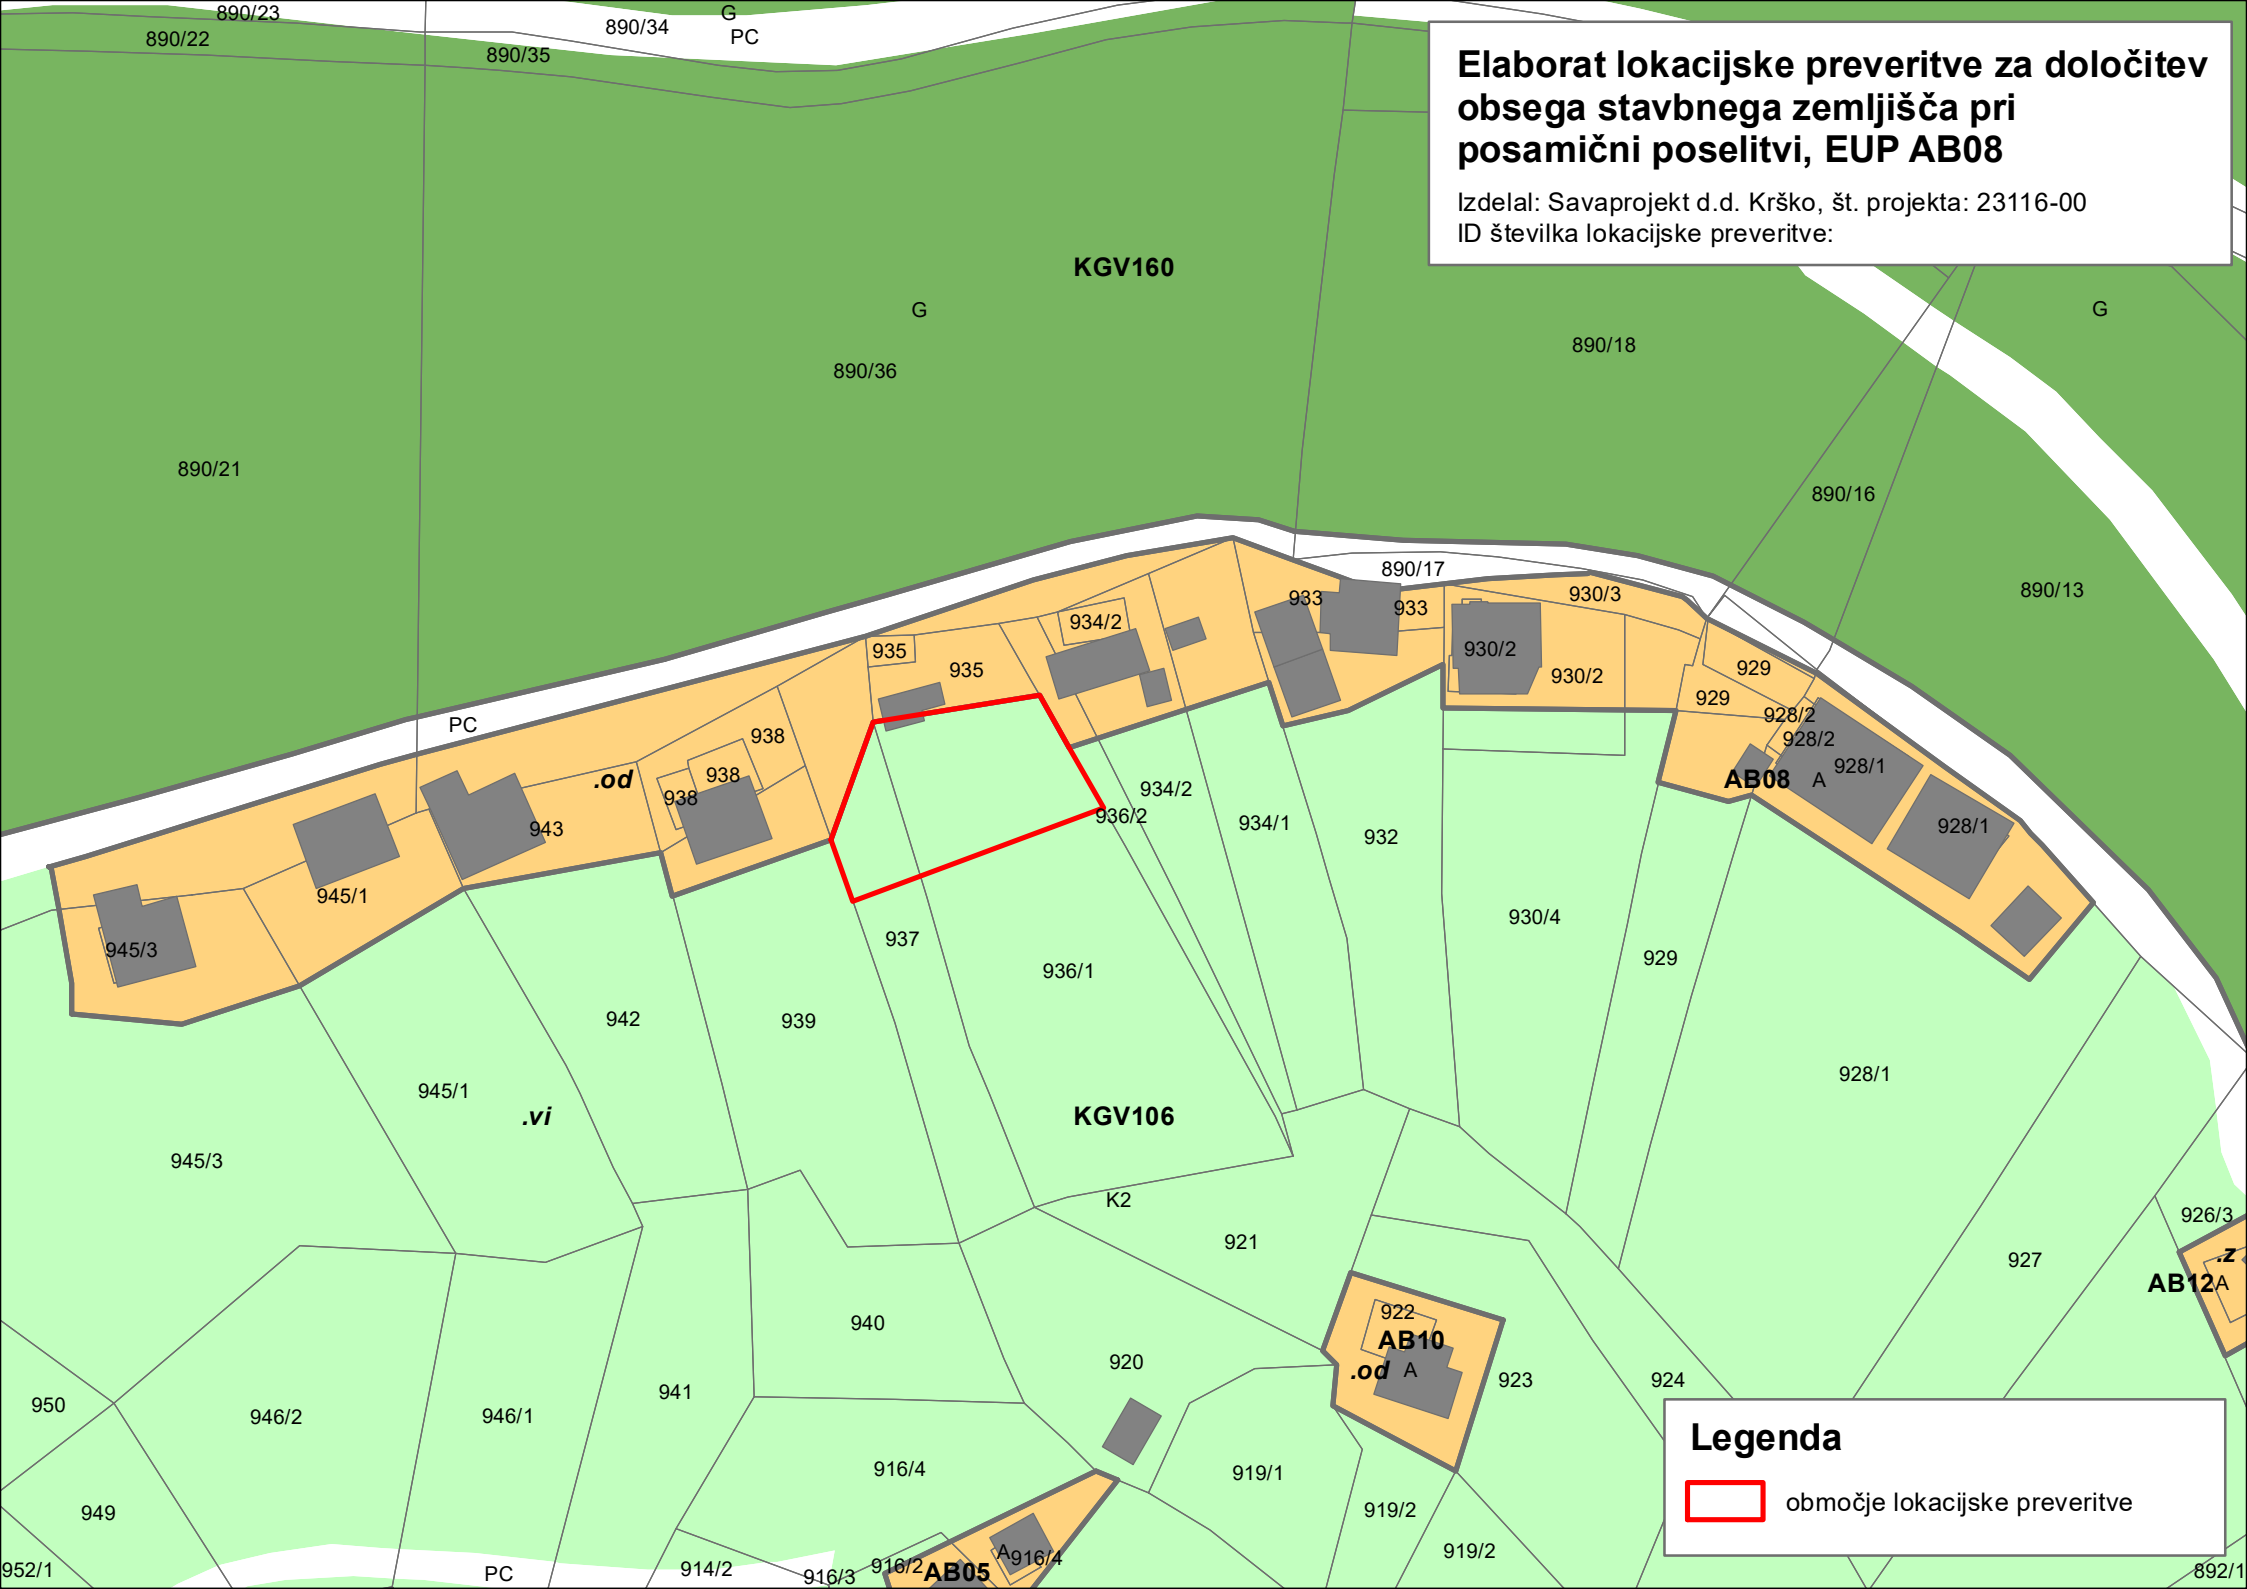 890/23
G
890/34
890/22
PC
890/35
Elaborat lokacijske preveritve za določitev
obsega stavbnega zemljišča pri
posamični poselitvi, EUP AB08
Izdelal: Savaprojekt d.d. Krško, št. projekta: 23116-00
ID številka lokacijske preveritve:
KGV160
G
G
890/18
890/36
890/21
890/16
890/17
890/13
933
933
930/3
934/2
935
935
930/2
930/2
929
929
PC
938
928/2
928/2
928/1
.od
938
938
AB08
A
934/2
936/2
934/1
932
943
928/1
945/1
945/3
937
930/4
929
936/1
942
939
945/1
.vi
KGV106
928/1
945/3
K2
921
926/3
927
.z
AB12
A
922
AB10
.od
A
940
920
923
924
941
950
946/2
946/1
Legenda
916/4
919/1
območje lokacijske preveritve
949
919/2
919/2
A
916/4
916/2
AB05
952/1
PC
914/2
916/3
892/1